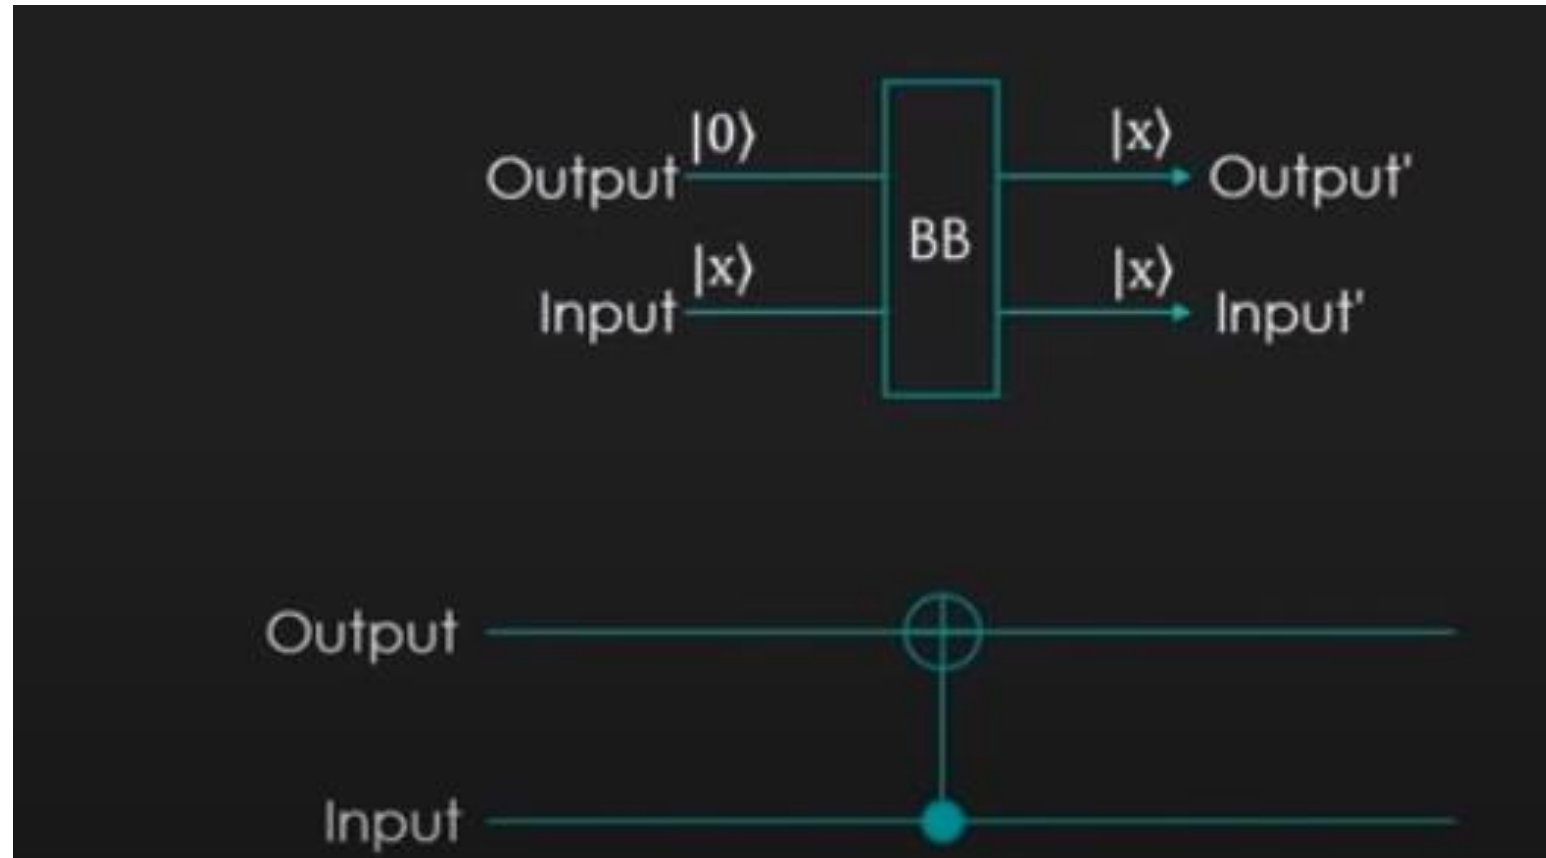 |0⟩ |x⟩
Output Output'
BB
|x⟩ |x⟩
Input Input'
Output
Input